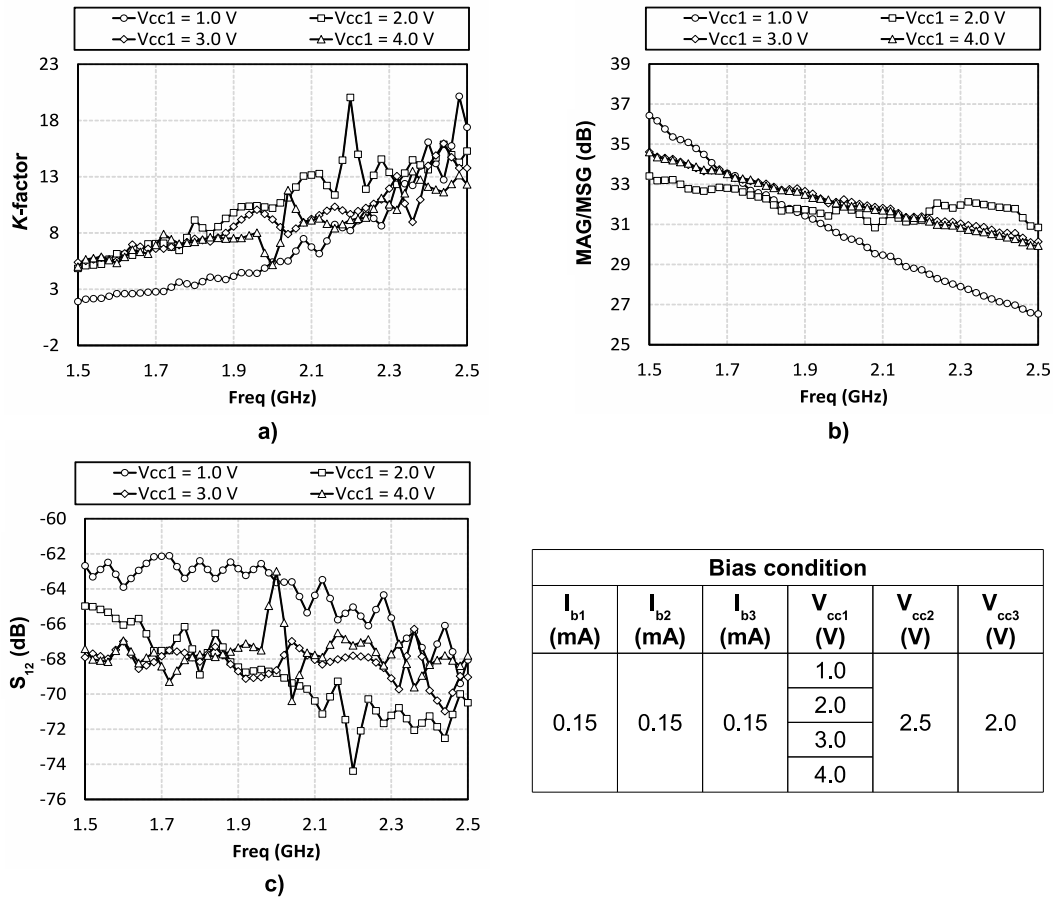 Vcc1 = 1.0 V
Vcc1 = 2.0 V
Vcc1 = 3.0 V
Vcc1 = 4.0 V
K-factor
23
18
13
8
3
-2
1.5 1.7 1.9 2.1 2.3 2.5
Freq (GHz)
a)
Vcc1 = 1.0 V
Vcc1 = 2.0 V
Vcc1 = 3.0 V
Vcc1 = 4.0 V
MAG/MSG (dB)
39
37
35
33
31
29
27
25
1.5 1.7 1.9 2.1 2.3 2.5
Freq (GHz)
b)
Vcc1 = 1.0 V
Vcc1 = 2.0 V
Vcc1 = 3.0 V
Vcc1 = 4.0 V
S12 (dB)
-60
-62
-64
-66
-68
-70
-72
-74
-76
1.5 1.7 1.9 2.1 2.3 2.5
Freq (GHz)
c)
Bias condition
Ib1 (mA)
Ib2 (mA)
Ib3 (mA)
Vcc1 (V)
Vcc2 (V)
Vcc3 (V)
0.15
0.15
0.15
1.0
2.0
3.0
4.0
2.5
2.0